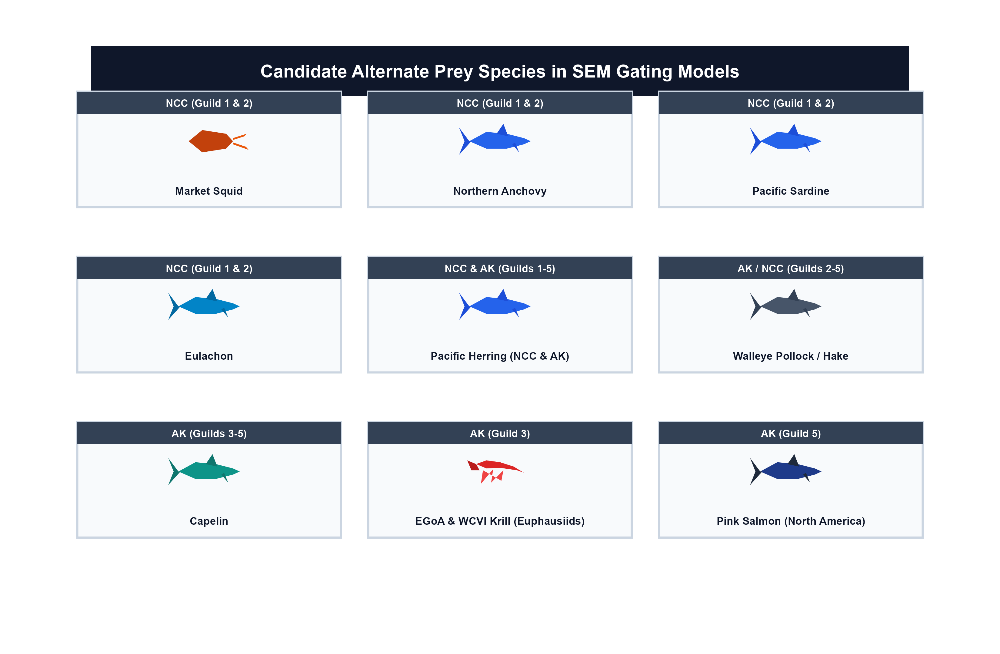 Candidate Alternate Prey Species in SEM Gating Models
NCC (Guild 1 & 2)
Market Squid
NCC (Guild 1 & 2)
Northern Anchovy
NCC (Guild 1 & 2)
Pacific Sardine
NCC (Guild 1 & 2)
Eulachon
NCC & AK (Guilds 1-5)
Pacific Herring (NCC & AK)
AK / NCC (Guilds 2-5)
Walleye Pollock / Hake
AK (Guilds 3-5)
Capelin
AK (Guild 3)
EGoA & WCVI Krill (Euphausiids)
AK (Guild 5)
Pink Salmon (North America)